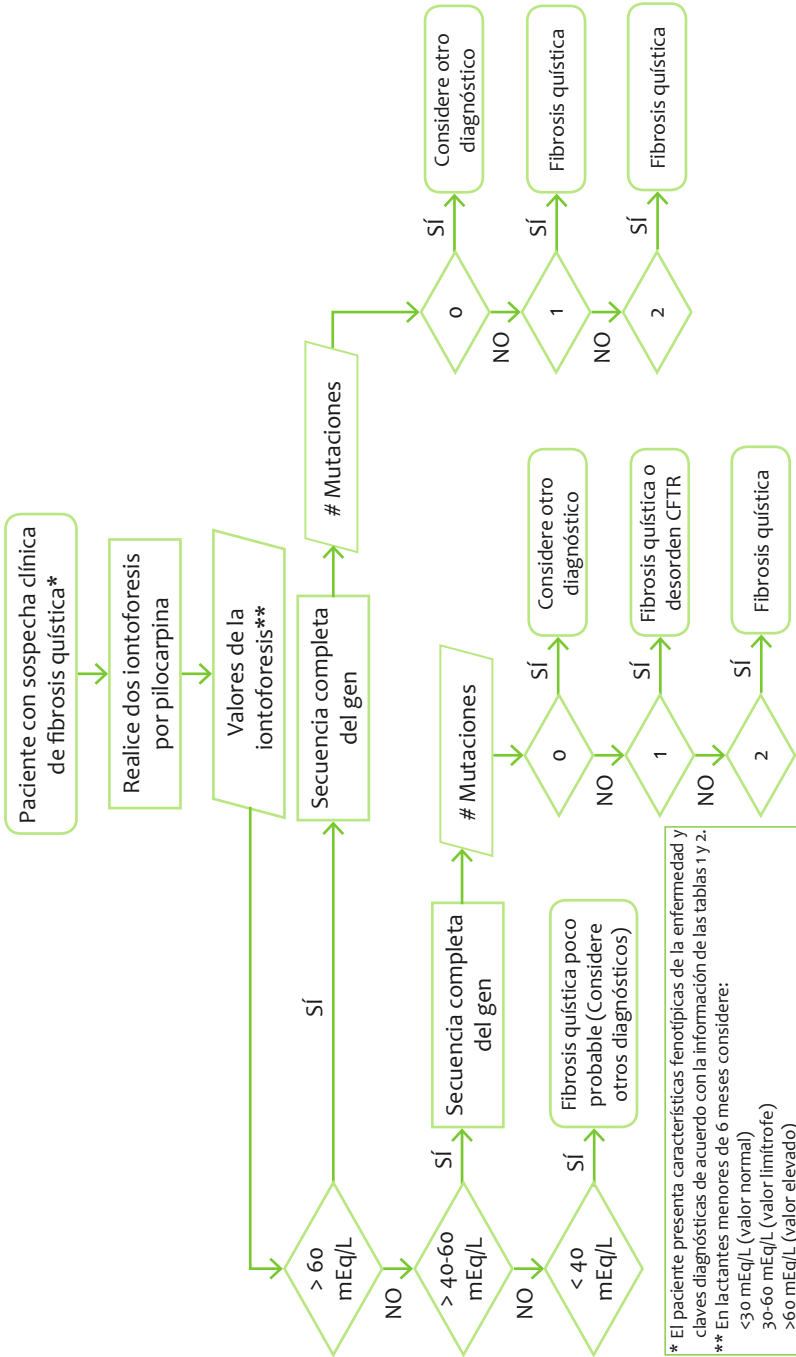 Paciente con sospecha clínica
de fibrosis quística*
Realice dos iontoforesis
por pilocarpina
Valores de la
iontoforesis**
> 60
mEq/L
SÍ
Secuencia completa
del gen
# Mutaciones
0
SÍ
Considere otro
diagnóstico
NO
1
SÍ
Fibrosis quística
NO
2
SÍ
Fibrosis quística
NO
> 40-60
mEq/L
SÍ
Secuencia completa
del gen
# Mutaciones
0
SÍ
Considere otro
diagnóstico
NO
1
SÍ
Fibrosis quística o
desorden CFTR
NO
2
SÍ
Fibrosis quística
NO
< 40
mEq/L
SÍ
Fibrosis quística poco
probable (Considere
otros diagnósticos)
* El paciente presenta características fenotípicas de la enfermedad y
claves diagnósticas de acuerdo con la información de las tablas 1 y 2.
** En lactantes menores de 6 meses considere:
<30 mEq/L (valor normal)
30-60 mEq/L (valor limítrofe)
>60 mEq/L (valor elevado)